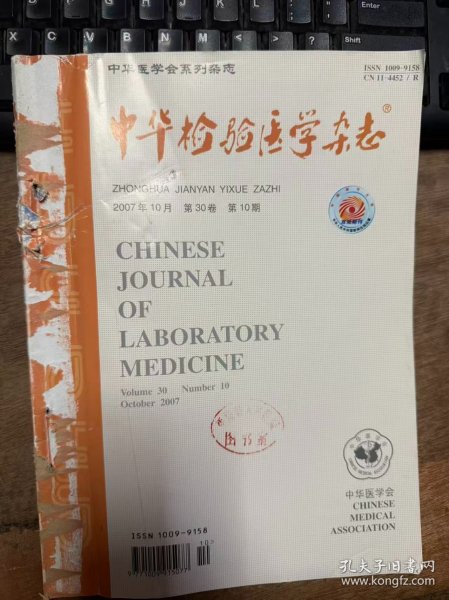 Enter
Shift
中华医学会系列杂志
ISSN 1009-9158
CN 11-4452 / R
中华检验医学杂志®
ZHONGHUA JIANYAN YIXUE ZAZHI
2007年10月 第30卷 第10期
CHINESE
JOURNAL
OF
LABORATORY
MEDICINE
Volume 30 Number 10
October 2007
图书馆
中华医学会
CHINESE
MEDICAL
ASSOCIATION
ISSN 1009-9158
孔夫子旧书网
www.kongfz.com